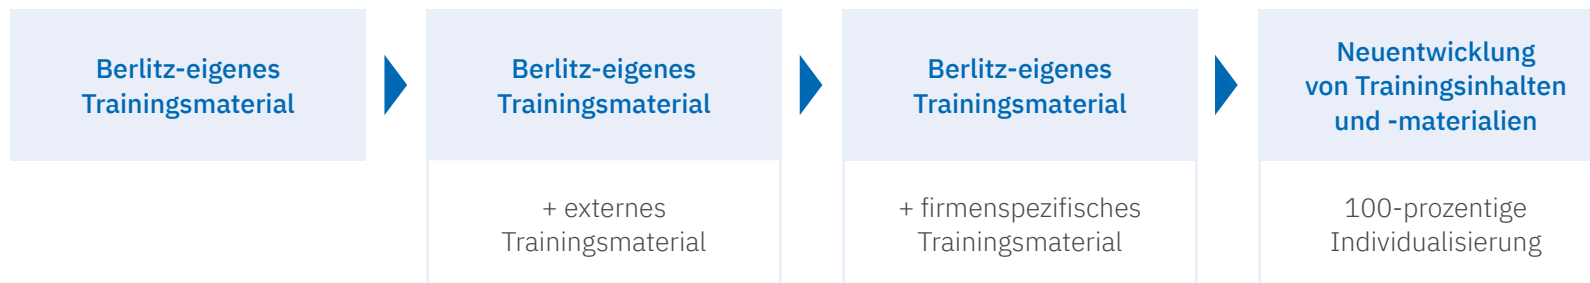 Berlitz-eigenes
Trainingsmaterial
Berlitz-eigenes
Trainingsmaterial
+ externes
Trainingsmaterial
Berlitz-eigenes
Trainingsmaterial
+ firmenspezifisches
Trainingsmaterial
Neuentwicklung
von Trainingsinhalten
und -materialien
100-prozentige
Individualisierung